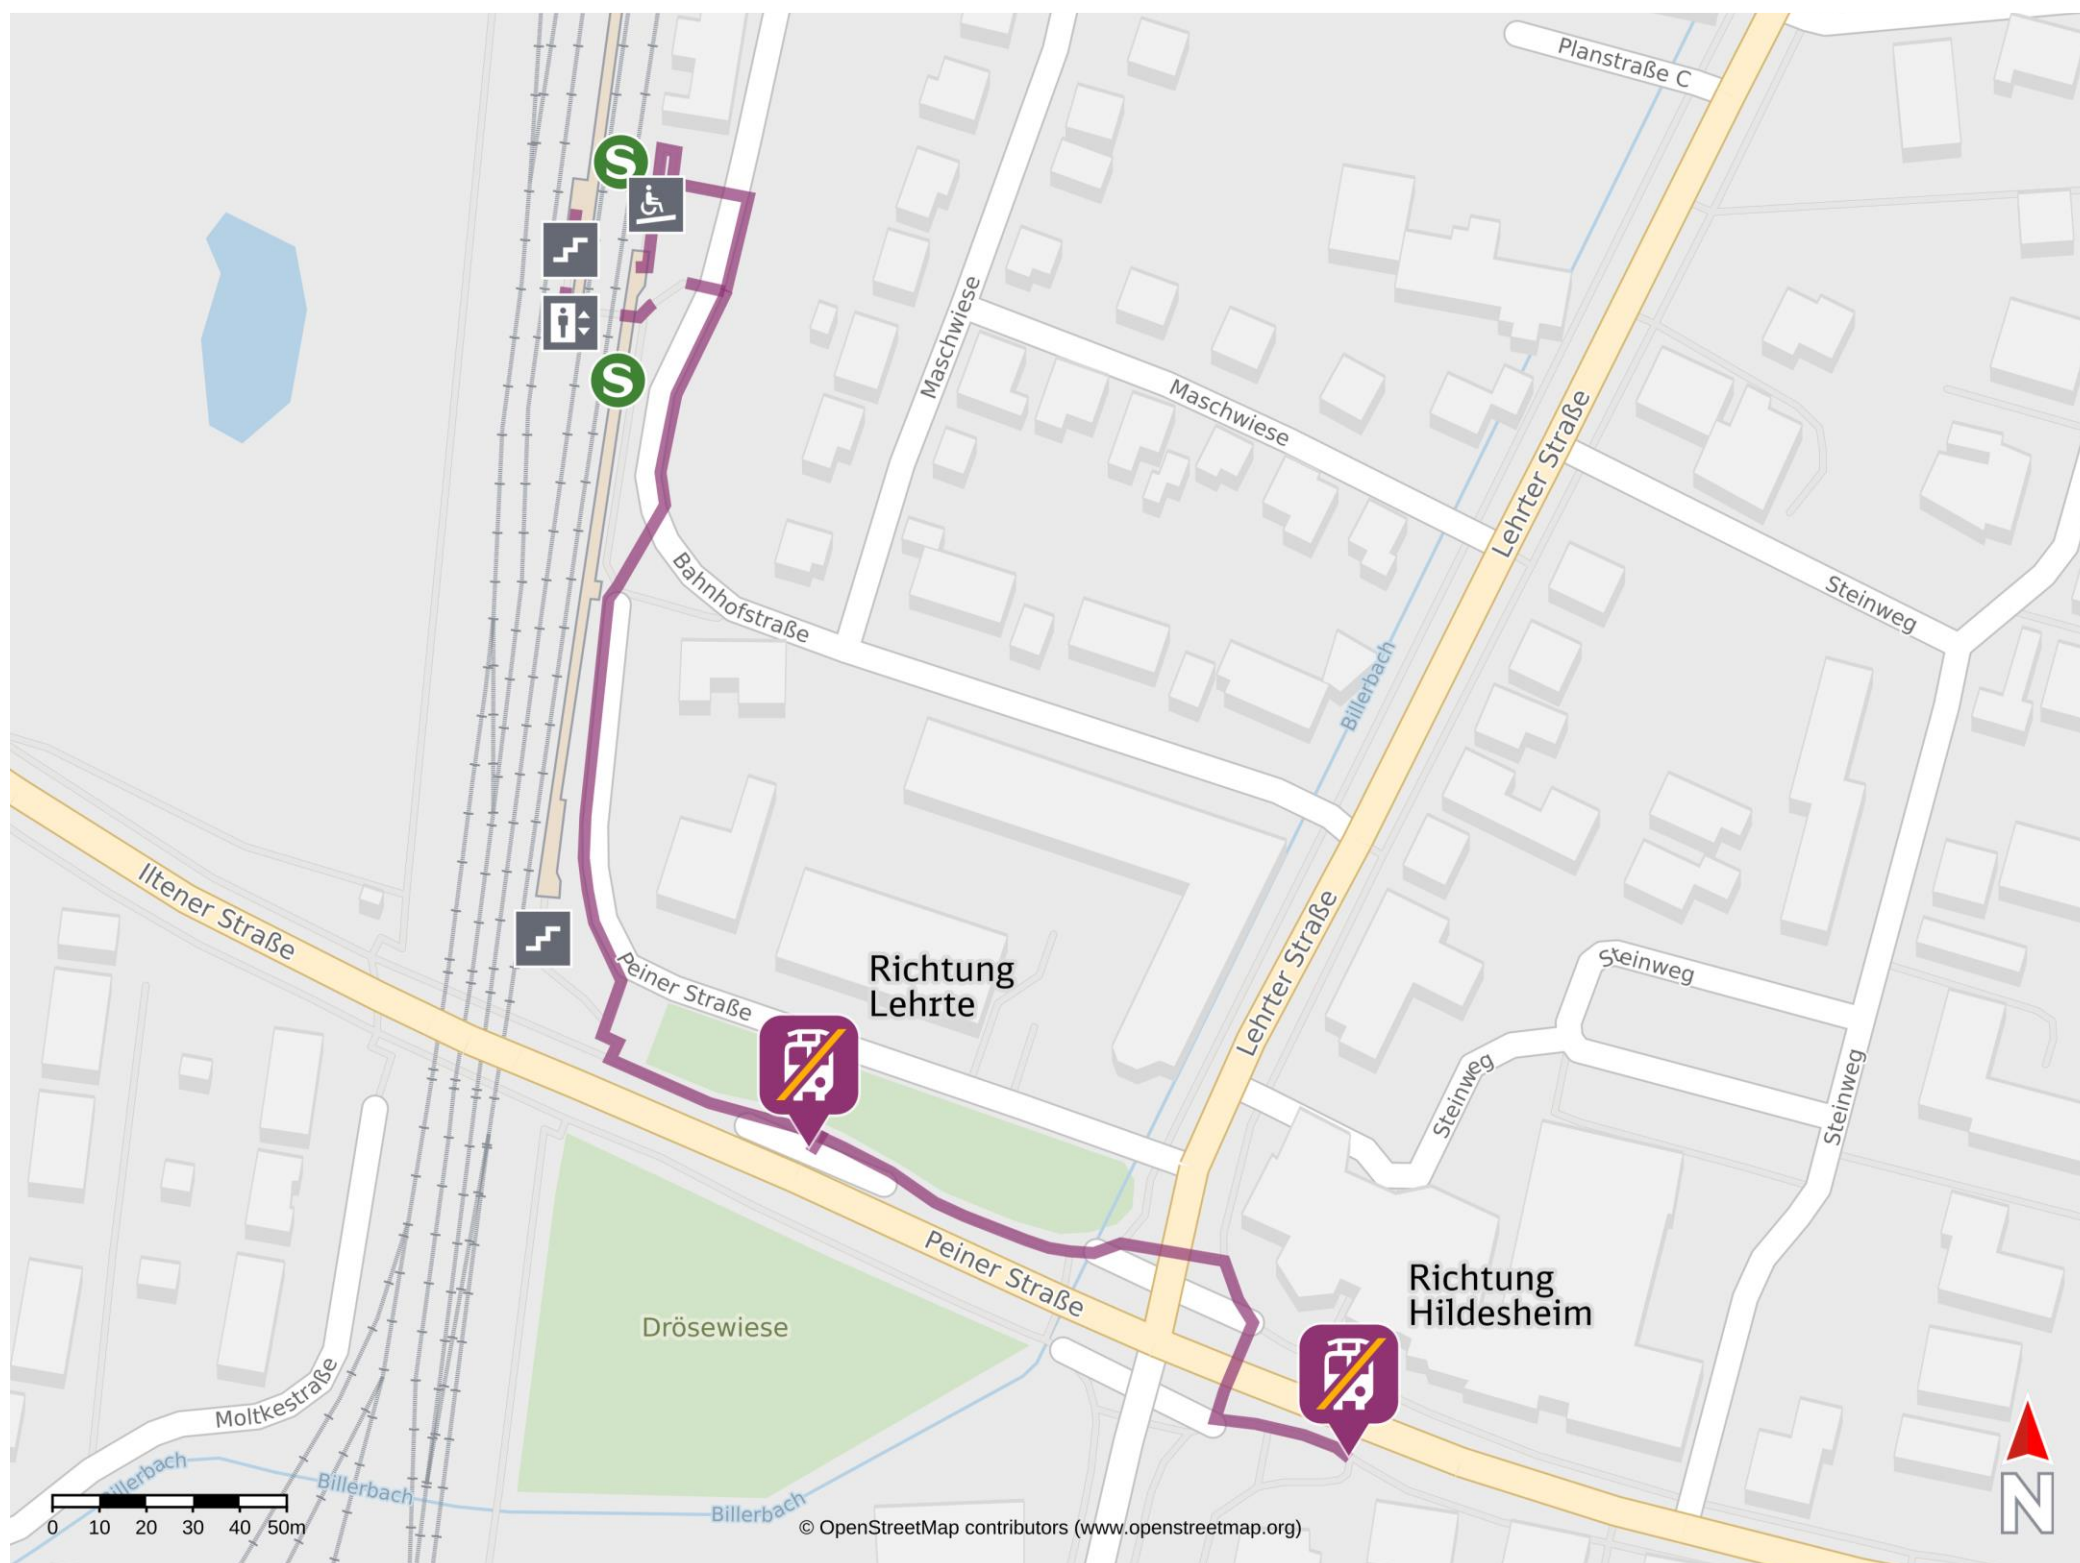 Planstraße C
S
Maschwiese
Maschwiese
S
Lehrter Straße
Bahnhofstraße
Steinweg
Billerbach
Iltener Straße
Lehrter Straße
Peiner Straße
Richtung
Lehrte
Steinweg
Steinweg
Steinweg
Peiner Straße
Richtung
Hildesheim
Drösewiese
Moltkestraße
Billerbach
Billerbach
Billerbach
0 10 20 30 40 50m
© OpenStreetMap contributors (www.openstreetmap.org)
N